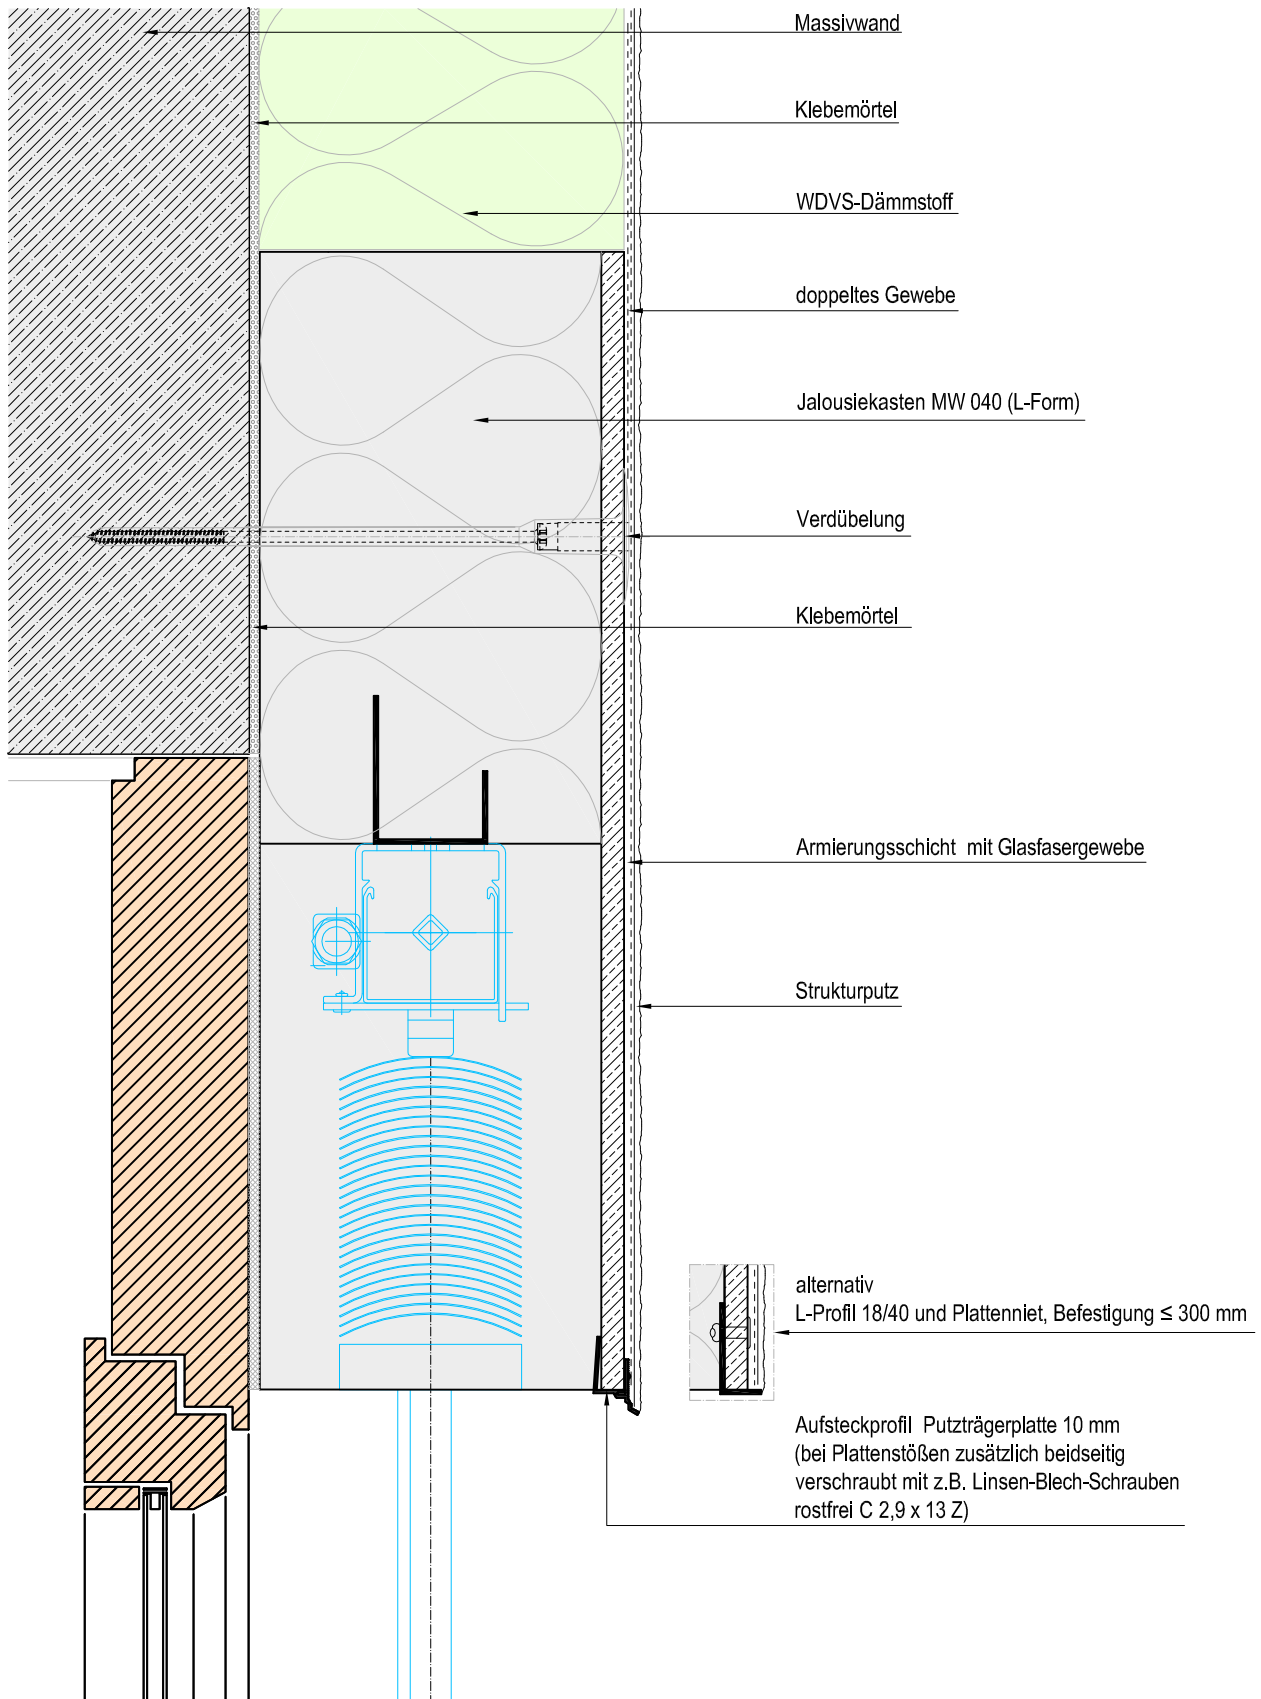 Massivwand
Klebemörtel
WDVS-Dämmstoff
doppeltes Gewebe
Jalousiekasten MW 040 (L-Form)
Verdübelung
Klebemörtel
Armierungsschicht mit Glasfasergewebe
Strukturputz
alternativ
L-Profil 18/40 und Plattenniet, Befestigung ≤ 300 mm
Aufsteckprofil Putzträgerplatte 10 mm
(bei Plattenstößen zusätzlich beidseitig
verschraubt mit z.B. Linsen-Blech-Schrauben
rostfrei C 2,9 x 13 Z)